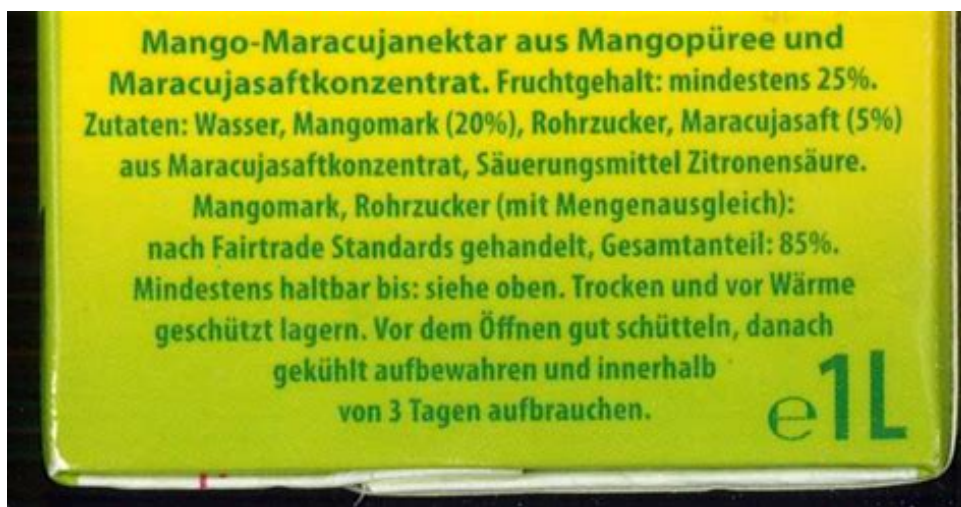 Mango-Maracujanektar aus Mangopüree und
Maracujasaftkonzentrat. Fruchtgehalt: mindestens 25%.
Zutaten: Wasser, Mangomark (20%), Rohrzucker, Maracujasaft (5%)
aus Maracujasaftkonzentrat, Säuerungsmittel Zitronensäure.
Mangomark, Rohrzucker (mit Mengenausgleich):
nach Fairtrade Standards gehandelt, Gesamtanteil: 85%.
Mindestens haltbar bis: siehe oben. Trocken und vor Wärme
geschützt lagern. Vor dem Öffnen gut schütteln, danach
gekühlt aufbewahren und innerhalb
von 3 Tagen aufbrauchen.
℮1L